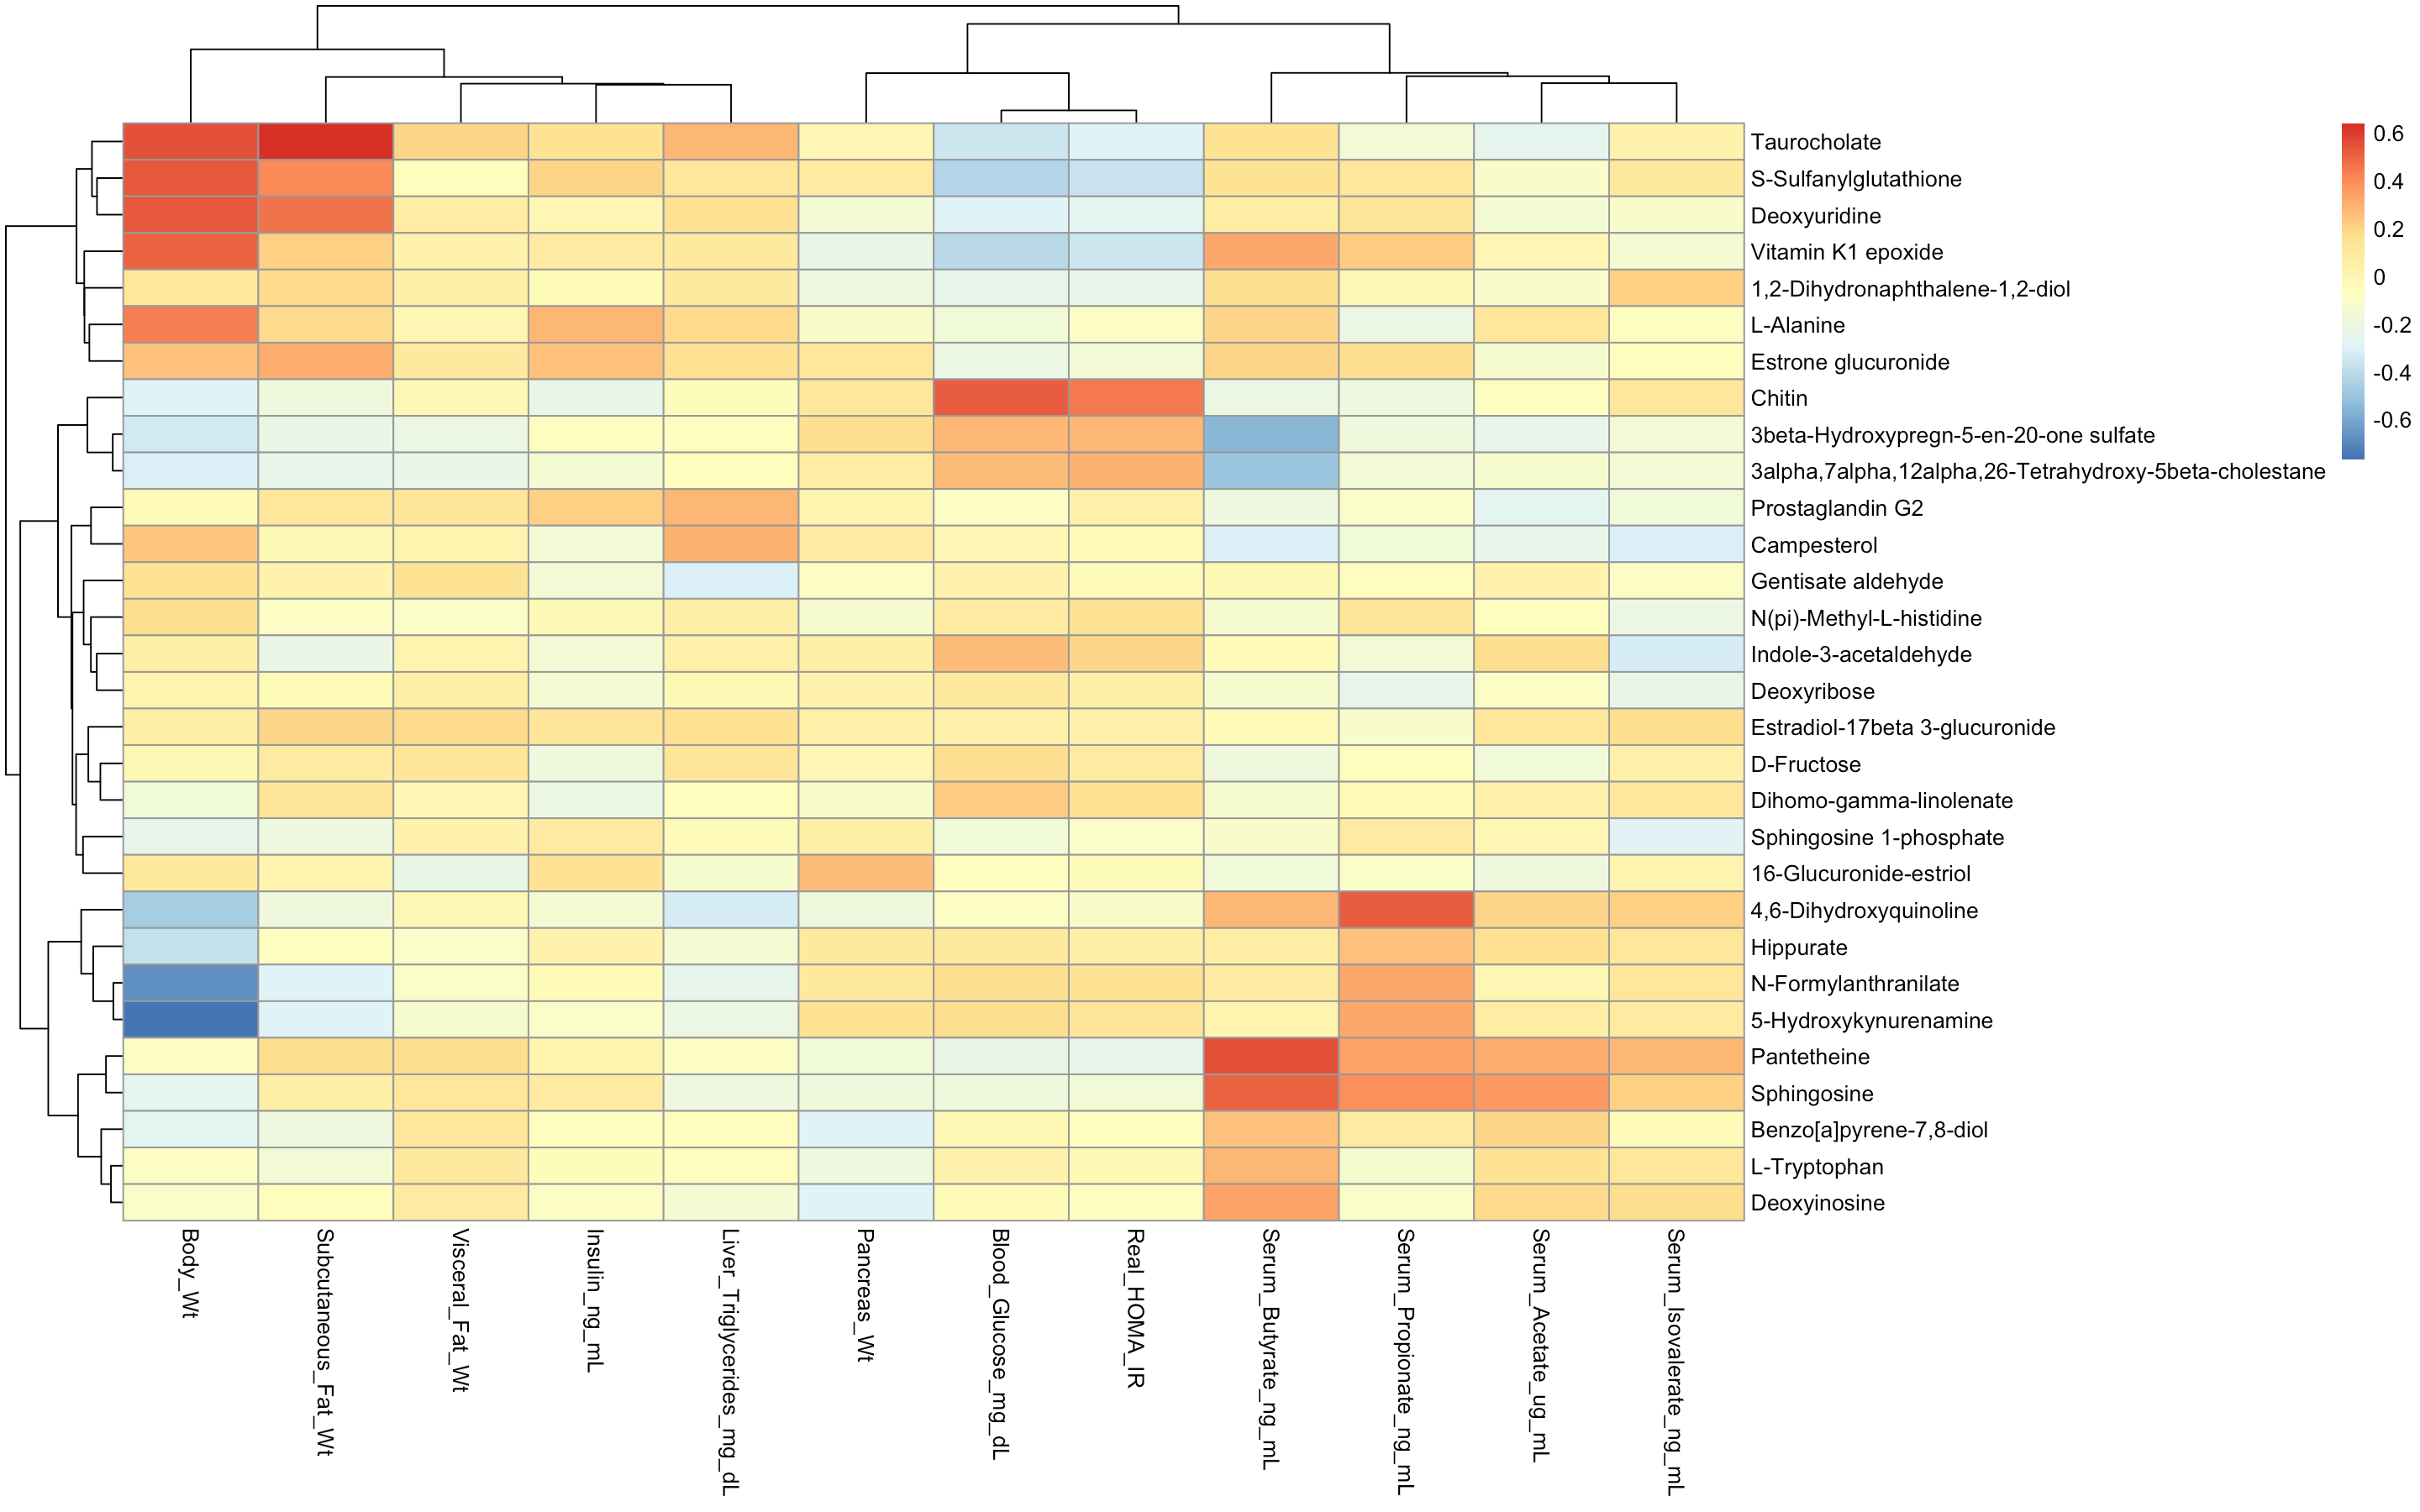 Taurocholate
S-Sulfanylglutathione
Deoxyuridine
Vitamin K1 epoxide
1,2-Dihydronaphthalene-1,2-diol
L-Alanine
Estrone glucuronide
Chitin
3beta-Hydroxypregn-5-en-20-one sulfate
3alpha,7alpha,12alpha,26-Tetrahydroxy-5beta-cholestane
Prostaglandin G2
Campesterol
Gentisate aldehyde
N(pi)-Methyl-L-histidine
Indole-3-acetaldehyde
Deoxyribose
Estradiol-17beta 3-glucuronide
D-Fructose
Dihomo-gamma-linolenate
Sphingosine 1-phosphate
16-Glucuronide-estriol
4,6-Dihydroxyquinoline
Hippurate
N-Formylanthranilate
5-Hydroxykynurenamine
Pantetheine
Sphingosine
Benzo[a]pyrene-7,8-diol
L-Tryptophan
Deoxyinosine
0.6
0.4
0.2
0
-0.2
-0.4
-0.6
Body_Wt
Subcutaneous_Fat_Wt
Visceral_Fat_Wt
Insulin_ng_mL
Liver_Triglycerides_mg_dL
Pancreas_Wt
Blood_Glucose_mg_dL
Real_HOMA_IR
Serum_Butyrate_ng_mL
Serum_Propionate_ng_mL
Serum_Acetate_ug_mL
Serum_Isovalerate_ng_mL